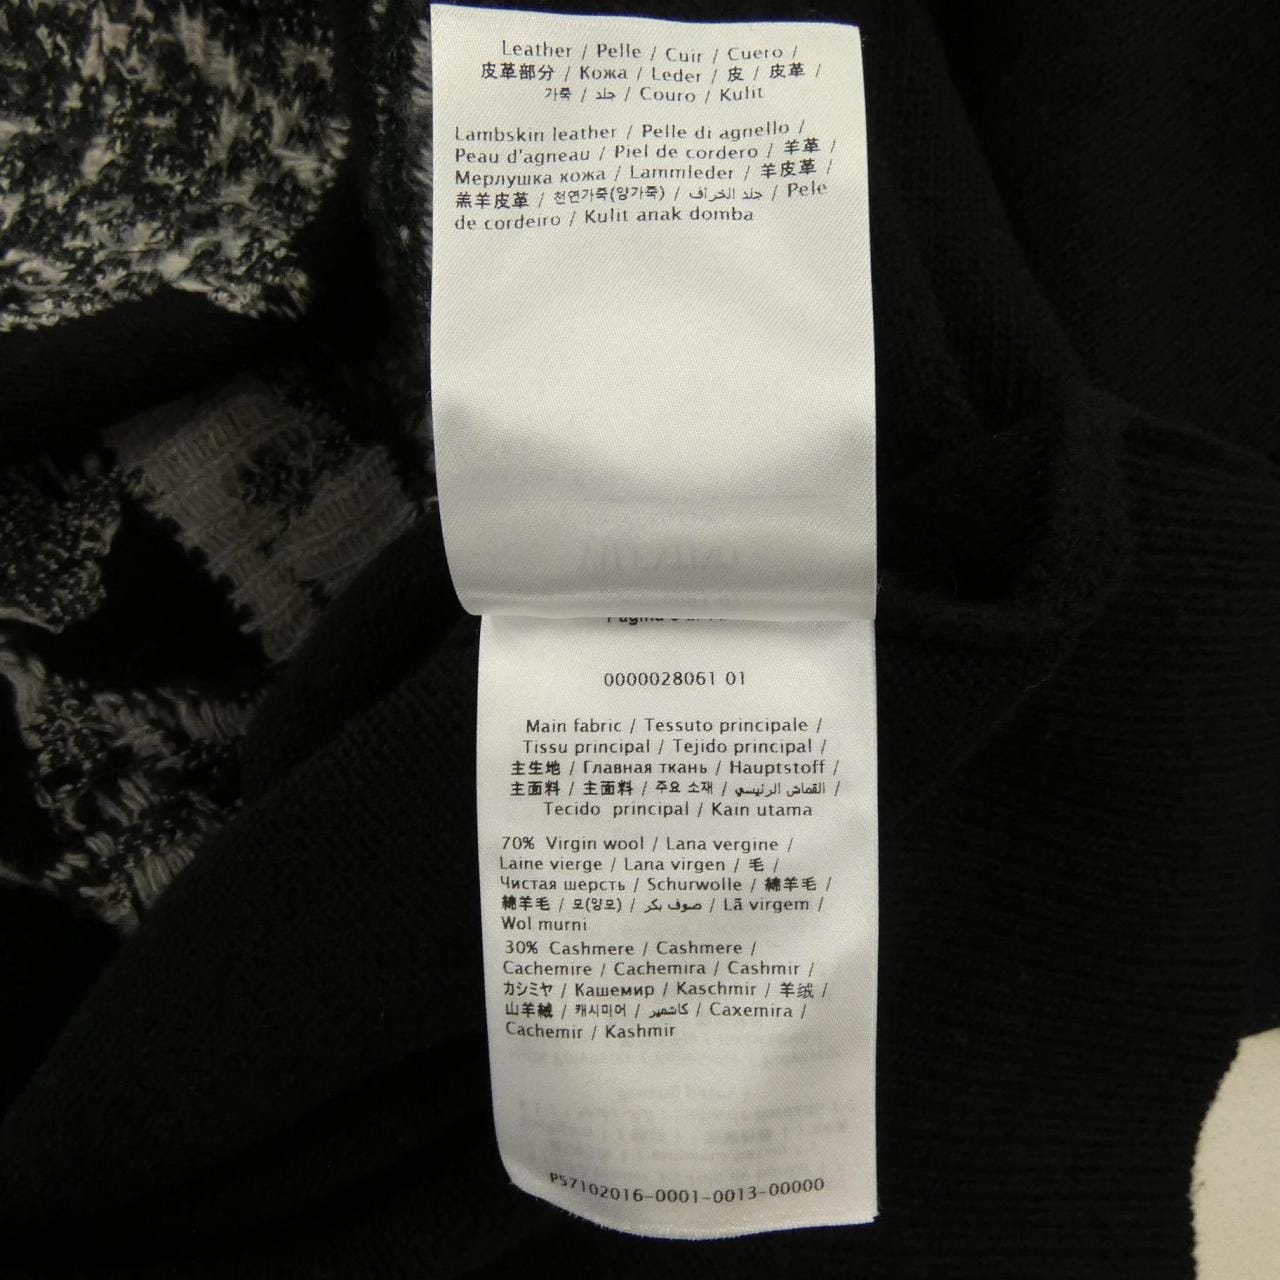 Leather / Pelle / Cuir / Cuero /
皮革部分 / Кожа / Leder / 皮 / 皮革 /
가죽 / جلد / Couro / Kulit
Lambskin leather / Pelle di agnello /
Peau d'agneau / Piel de cordero / 羊革 /
Мерлушка кожа / Lammleder / 羊皮革 /
羔羊皮革 / 천연가죽(양가죽) / جلد الخراف / Pele
de cordeiro / Kulit anak domba
0000028061 01
Main fabric / Tessuto principale /
Tissu principal / Tejido principal /
主生地 / Главная ткань / Hauptstoff /
主面料 / 主面料 / 주요 소재 / القماش الرئيسي /
Tecido principal / Kain utama
70% Virgin wool / Lana vergine /
Laine vierge / Lana virgen / 毛 /
Чистая шерсть / Schurwolle / 綿羊毛 /
綿羊毛 / 모(양모) / صوف بكر / Lã virgem /
Wol murni
30% Cashmere / Cashmere /
Cachemire / Cachemira / Cashmir /
カシミヤ / Кашемир / Kaschmir / 羊绒 /
山羊絨 / 캐시미어 / كاشمير / Caxemira /
Cachemir / Kashmir
P57102016-0001-0013-00000